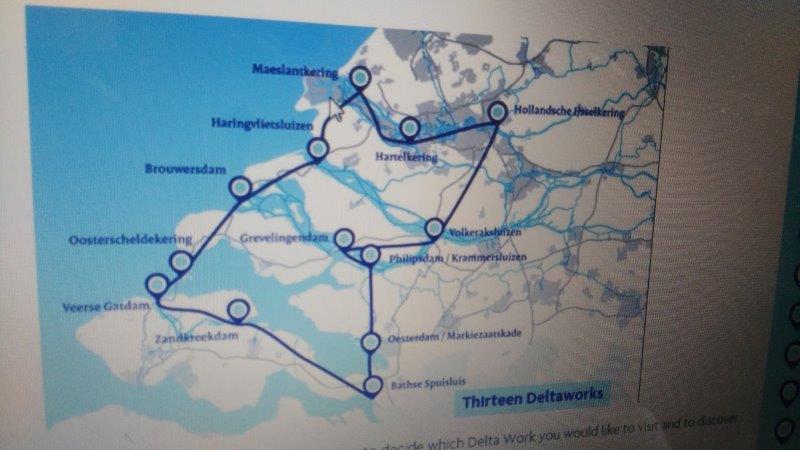 Maeslantkering
Hollandsche IJsselkering
Haringvlietsluizen
Hartelkering
Brouwersdam
Oosterscheldekering
Grevelingendam
Volkeraksluizen
Philipsdam / Krammersluizen
Veerse Gatdam
Zandkreekdam
Oesterdam / Markiezaatskade
Bathse Spuisluis
Thirteen Deltaworks
to decide which Delta Work you would like to visit and to discover